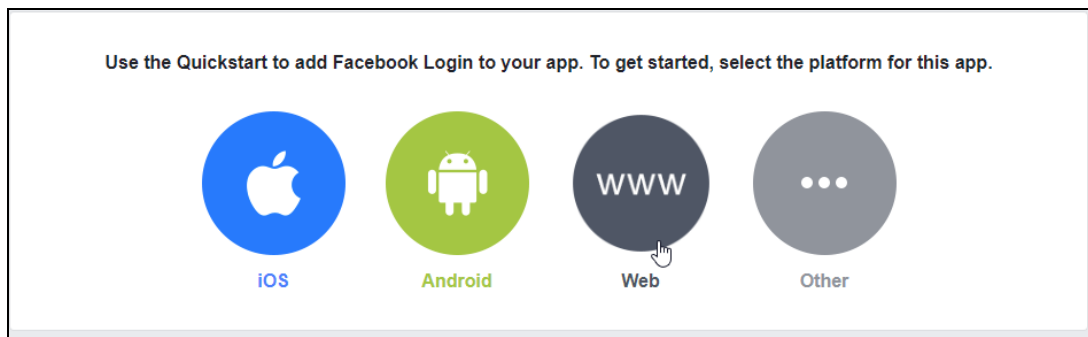 Use the Quickstart to add Facebook Login to your app. To get started, select the platform for this app.
WWW
iOS
Android
Web
Other